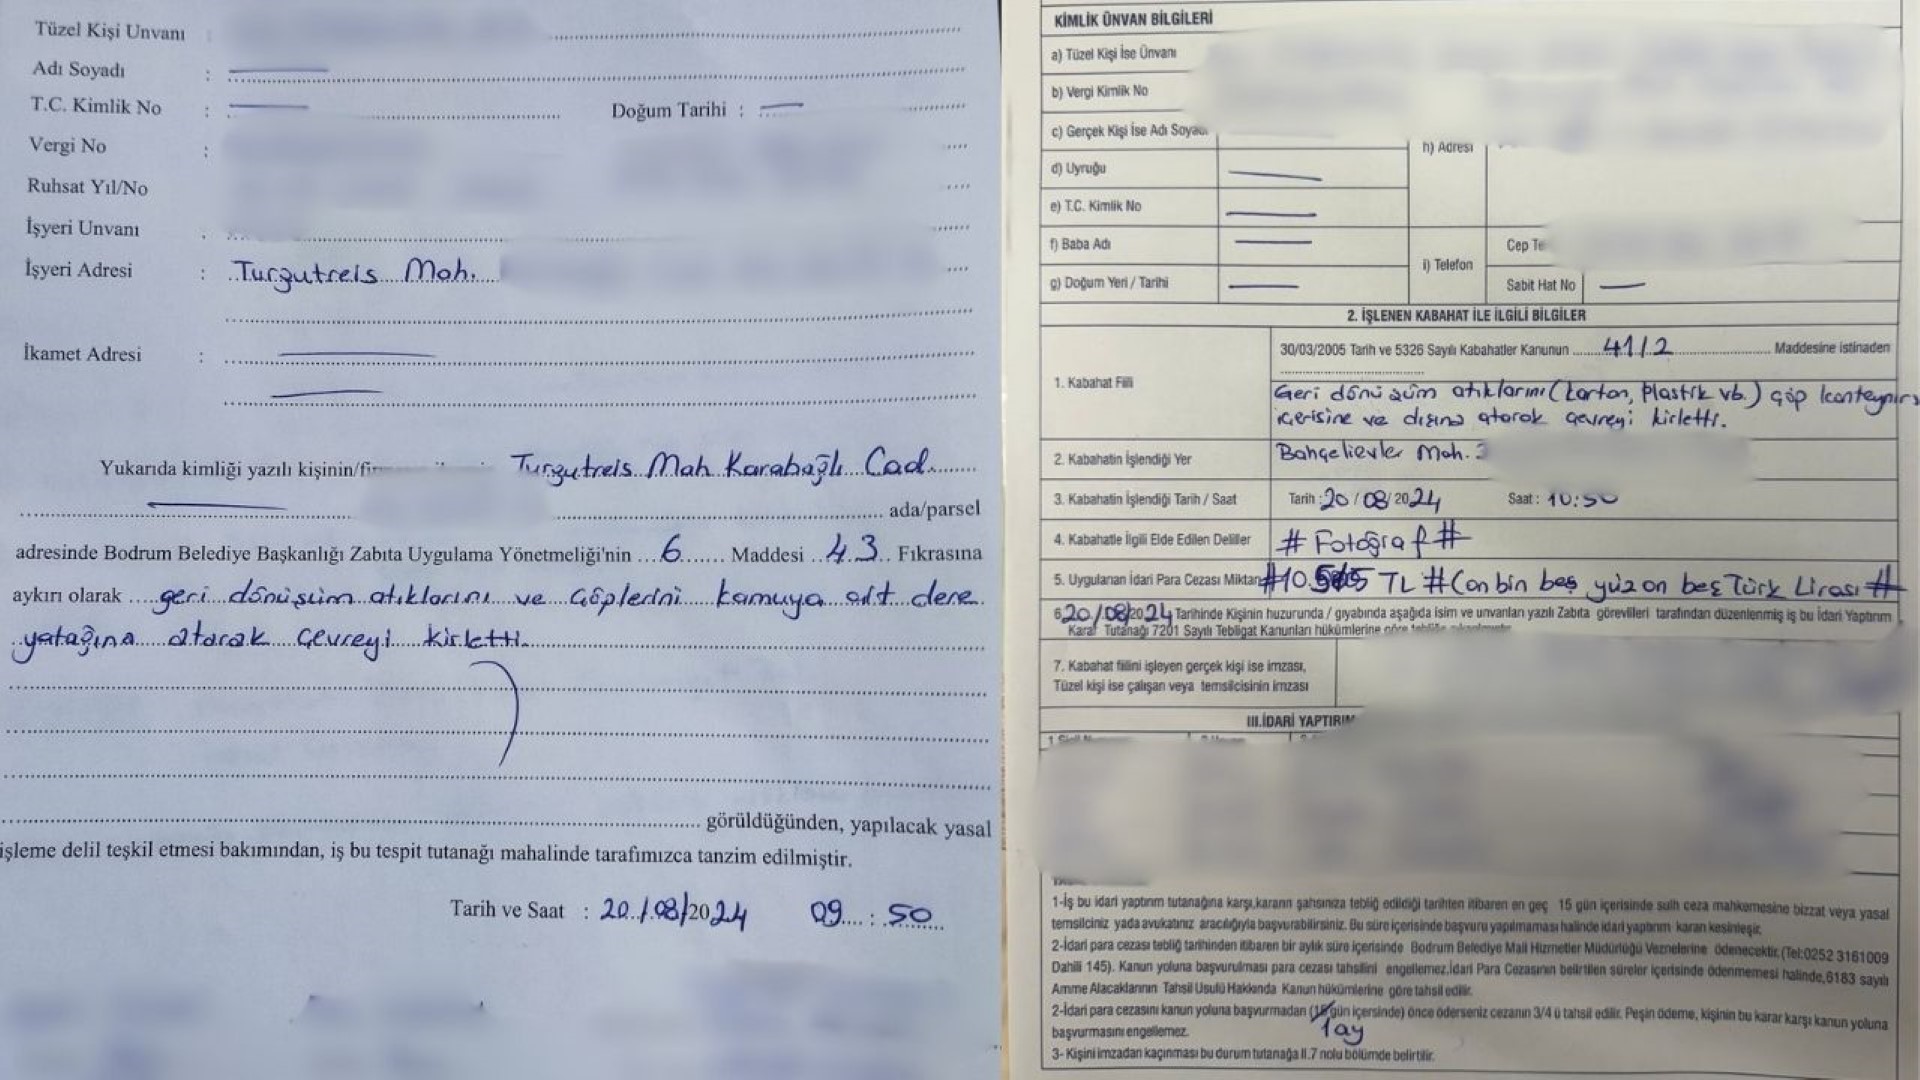 Tüzel Kişi Unvanı
Adı Soyadı :
T.C. Kimlik No : Doğum Tarihi :
Vergi No :
Ruhsat Yıl/No
İşyeri Unvanı
İşyeri Adresi : Turgutreis Mah.
İkamet Adresi :
Yukarıda kimliği yazılı kişinin/ Turgutreis Mah Karabağlı Cad
ada/parsel
adresinde Bodrum Belediye Başkanlığı Zabıta Uygulama Yönetmeliği'nin 6 Maddesi 43 Fıkrasına
aykırı olarak geri dönüşüm atıklarını ve çöplerini kamuya ait dere
yatağına atarak çevreyi kirletti.
görüldüğünden, yapılacak yasal
işleme delil teşkil etmesi bakımından, iş bu tespit tutanağı mahalinde tarafımızca tanzim edilmiştir.
Tarih ve Saat : 20/08/2024 09:50
KİMLİK ÜNVAN BİLGİLERİ
a) Tüzel Kişi İse Ünvanı
b) Vergi Kimlik No
c) Gerçek Kişi İse Adı Soyadı
d) Uyruğu
e) T.C. Kimlik No
f) Baba Adı
g) Doğum Yeri / Tarihi
h) Adresi
i) Telefon
Cep Te
Sabit Hat No
2. İŞLENEN KABAHAT İLE İLGİLİ BİLGİLER
1. Kabahat Fiili
30/03/2005 Tarih ve 5326 Sayılı Kabahatler Kanunun 41/2 Maddesine istinaden
Geri dönüşüm atıklarını (karton, Plastik vb.) çöp konteynırı
içerisine ve dışına atarak çevreyi kirletti.
2. Kabahatin İşlendiği Yer Bahçelievler Mah.
3. Kabahatin İşlendiği Tarih / Saat Tarih : 20/08/2024 Saat : 10:50
4. Kabahatle İlgili Elde Edilen Deliller # Fotoğraf #
5. Uygulanan İdari Para Cezası Miktarı #10.515 TL # (on bin beş yüz on beş Türk Lirası #
6. 20/08/2024 Tarihinde Kişinin huzurunda / gıyabında aşağıda isim ve unvanları yazılı Zabıta görevlileri tarafından düzenlenmiş iş bu İdari Yaptırım
Karar Tutanağı 7201 Sayılı Tebligat Kanunları hükümlerine göre
7. Kabahat fiilini işleyen gerçek kişi ise imzası,
Tüzel kişi ise çalışan veya temsilcisinin imzası
III.İDARİ YAPTIRIM
1-İş bu idari yaptırım tutanağına karşı,kararın şahsınıza tebliğ edildiği tarihten itibaren en geç 15 gün içerisinde sulh ceza mahkemesine bizzat veya yasal
temsilciniz yada avukatınız aracılığıyla başvurabilirsiniz. Bu süre içerisinde başvuru yapılmaması halinde idari yaptırım kararı kesinleşir.
2-İdari para cezası tebliğ tarihinden itibaren bir aylık süre içerisinde Bodrum Belediye Mali Hizmetler Müdürlüğü Veznelerine ödenecektir.(Tel:0252 3161009
Dahili 145). Kanun yoluna başvurulması para cezası tahsilini engellemez.İdari Para Cezasının belirtilen süreler içerisinde ödenmemesi halinde,6183 sayılı
Amme Alacaklarının Tahsil Usulü Hakkında Kanun hükümlerine göre tahsil edilir.
2-İdari para cezasını kanun yoluna başvurmadan (15 gün içersinde) önce öderseniz cezanın 3/4 ü tahsil edilir. Peşin ödeme, kişinin bu karar karşı kanun yoluna
1 ay
başvurmasını engellemez.
3- Kişini imzadan kaçınması bu durum tutanağa II.7 nolu bölümde belirtilir.